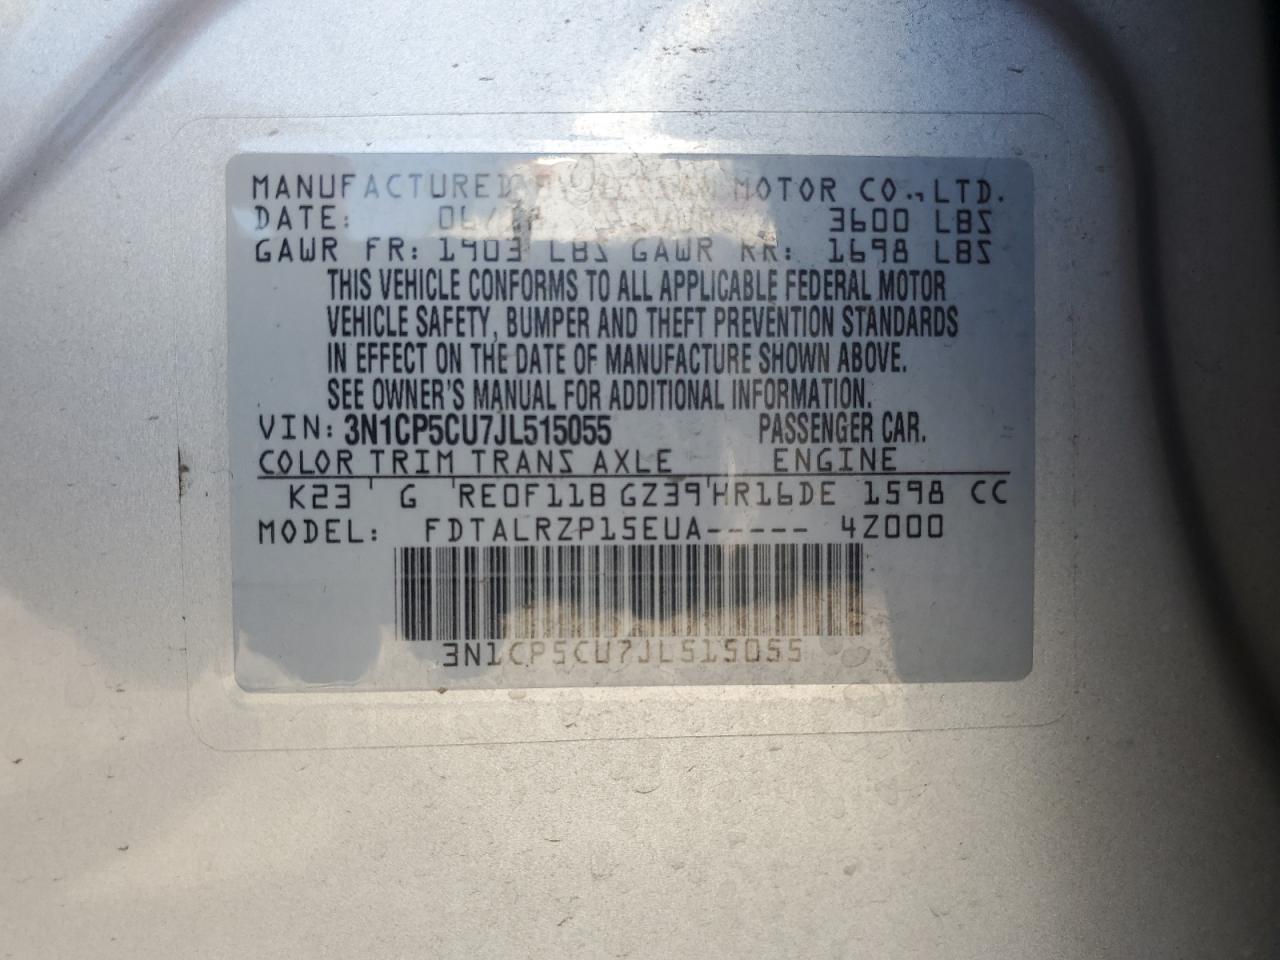 MANUFACTURED MOTOR CO., LTD.
DATE: 3600 LBS
GAWR FR: 1903 LBS GAWR RR: 1698 LBS
THIS VEHICLE CONFORMS TO ALL APPLICABLE FEDERAL MOTOR
VEHICLE SAFETY, BUMPER AND THEFT PREVENTION STANDARDS
IN EFFECT ON THE DATE OF MANUFACTURE SHOWN ABOVE.
SEE OWNER'S MANUAL FOR ADDITIONAL INFORMATION.
VIN: 3N1CP5CU7JL515055 PASSENGER CAR.
COLOR TRIM TRANS AXLE ENGINE
K23 G RE0F11B GZ39 HR16DE 1598 CC
MODEL: FDTALRZP15EUA----- 4Z000
3N1CP5CU7JL515055